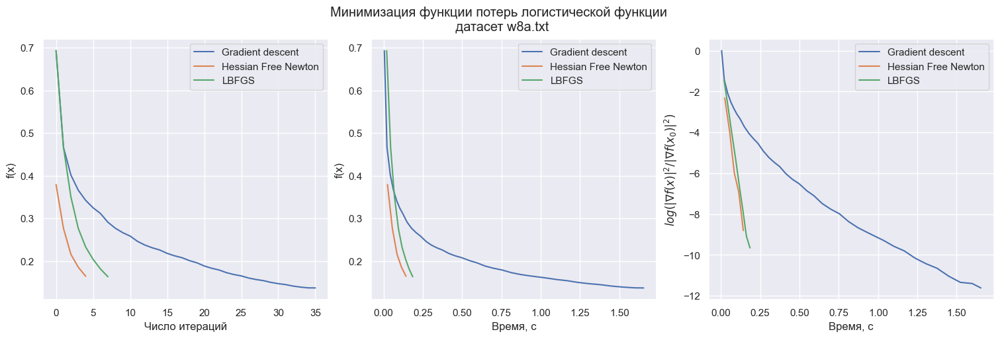 Минимизация функции потерь логистической функции
датасет w8a.txt
f(x)
0.7
0.6
0.5
0.4
0.3
0.2
Gradient descent
Hessian Free Newton
LBFGS
0
5
10
15
20
25
30
35
Число итераций
f(x)
0.7
0.6
0.5
0.4
0.3
0.2
Gradient descent
Hessian Free Newton
LBFGS
0.00
0.25
0.50
0.75
1.00
1.25
1.50
Время, с
log(|∇f(x)|²/|∇f(x₀)|²)
0
−2
−4
−6
−8
−10
−12
Gradient descent
Hessian Free Newton
LBFGS
0.00
0.25
0.50
0.75
1.00
1.25
1.50
Время, с